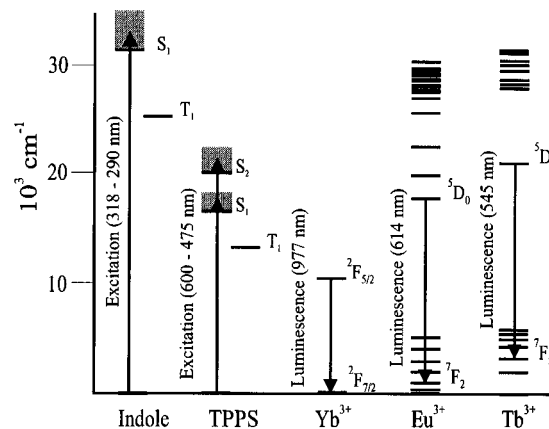 30
20
10
10³ cm⁻¹
Excitation (318 - 290 nm)
S₁
T₁
Excitation (600 - 475 nm)
S₂
S₁
T₁
Luminescence (977 nm)
²F₅/₂
²F₇/₂
Luminescence (614 nm)
⁵D₀
⁷F₂
Luminescence (545 nm)
⁵D
⁷F
Indole TPPS Yb³⁺ Eu³⁺ Tb³⁺